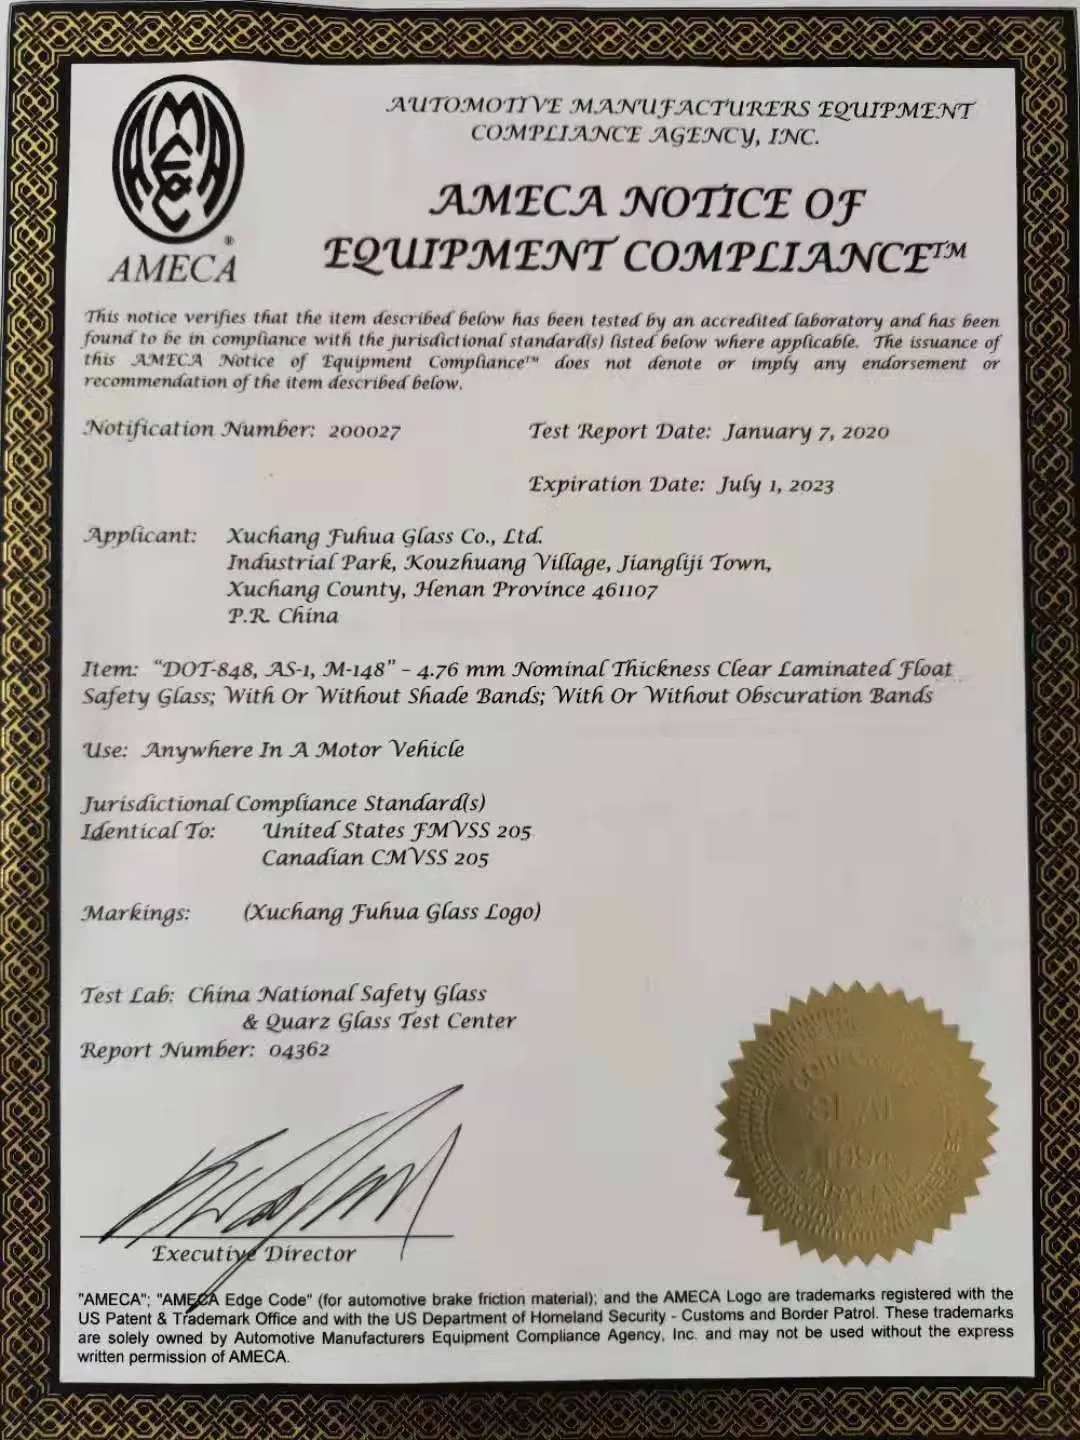 AMECA
®
AMECA
AUTOMOTIVE MANUFACTURERS EQUIPMENT
COMPLIANCE AGENCY, INC.
AMECA NOTICE OF
EQUIPMENT COMPLIANCE™
This notice verifies that the item described below has been tested by an accredited laboratory and has been
found to be in compliance with the jurisdictional standard(s) listed below where applicable. The issuance of
this AMECA Notice of Equipment Compliance™ does not denote or imply any endorsement or
recommendation of the item described below.
Notification Number: 200027
Test Report Date: January 7, 2020
Expiration Date: July 1, 2023
Applicant: Xuchang Fuhua Glass Co., Ltd.
Industrial Park, Kouzhuang Village, Jiangliji Town,
Xuchang County, Henan Province 461107
P.R. China
Item: “DOT-848, AS-1, M-148” – 4.76 mm Nominal Thickness Clear Laminated Float
Safety Glass; With Or Without Shade Bands; With Or Without Obscuration Bands
Use: Anywhere In A Motor Vehicle
Jurisdictional Compliance Standard(s)
Identical To: United States FMVSS 205
Canadian CMVSS 205
Markings: (Xuchang Fuhua Glass Logo)
Test Lab: China National Safety Glass
& Quarz Glass Test Center
Report Number: 04362
SEAL
1994
MARYLAND
Executive Director
"AMECA"; "AMECA Edge Code" (for automotive brake friction material); and the AMECA Logo are trademarks registered with the
US Patent & Trademark Office and with the US Department of Homeland Security - Customs and Border Patrol. These trademarks
are solely owned by Automotive Manufacturers Equipment Compliance Agency, Inc. and may not be used without the express
written permission of AMECA.